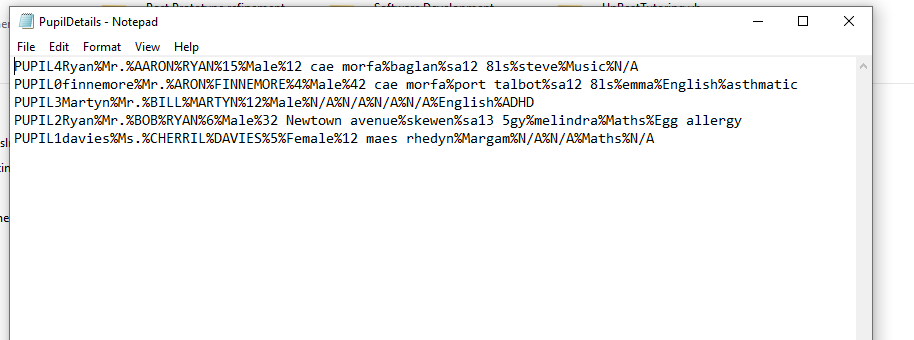 PupilDetails - Notepad
File Edit Format View Help
PUPIL4Ryan%Mr.%AARON%RYAN%15%Male%12 cae morfa%baglan%sa12 8ls%steve%Music%N/A
PUPIL0finnemore%Mr.%ARON%FINNEMORE%4%Male%42 cae morfa%port talbot%sa12 8ls%emma%English%asthmatic
PUPIL3Martyn%Mr.%BILL%MARTYN%12%Male%N/A%N/A%N/A%N/A%English%ADHD
PUPIL2Ryan%Mr.%BOB%RYAN%6%Male%32 Newtown avenue%skewen%sa13 5gy%melindra%Maths%Egg allergy
PUPIL1davies%Ms.%CHERRIL%DAVIES%5%Female%12 maes rhedyn%Margam%N/A%N/A%Maths%N/A